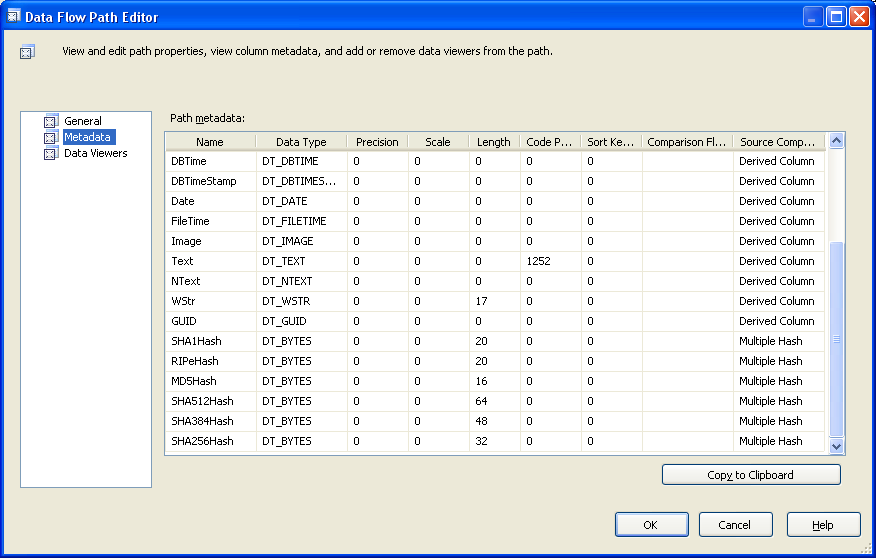 Data Flow Path Editor
View and edit path properties, view column metadata, and add or remove data viewers from the path.
General
Metadata
Data Viewers
Path metadata:
Name Data Type Precision Scale Length Code P... Sort Ke... Comparison Fl... Source Comp...
DBTime DT_DBTIME 0 0 0 0 0 Derived Column
DBTimeStamp DT_DBTIMES... 0 0 0 0 0 Derived Column
Date DT_DATE 0 0 0 0 0 Derived Column
FileTime DT_FILETIME 0 0 0 0 0 Derived Column
Image DT_IMAGE 0 0 0 0 0 Derived Column
Text DT_TEXT 0 0 0 1252 0 Derived Column
NText DT_NTEXT 0 0 0 0 0 Derived Column
WStr DT_WSTR 0 0 17 0 0 Derived Column
GUID DT_GUID 0 0 0 0 0 Derived Column
SHA1Hash DT_BYTES 0 0 20 0 0 Multiple Hash
RIPeHash DT_BYTES 0 0 20 0 0 Multiple Hash
MD5Hash DT_BYTES 0 0 16 0 0 Multiple Hash
SHA512Hash DT_BYTES 0 0 64 0 0 Multiple Hash
SHA384Hash DT_BYTES 0 0 48 0 0 Multiple Hash
SHA256Hash DT_BYTES 0 0 32 0 0 Multiple Hash
Copy to Clipboard
OK Cancel Help